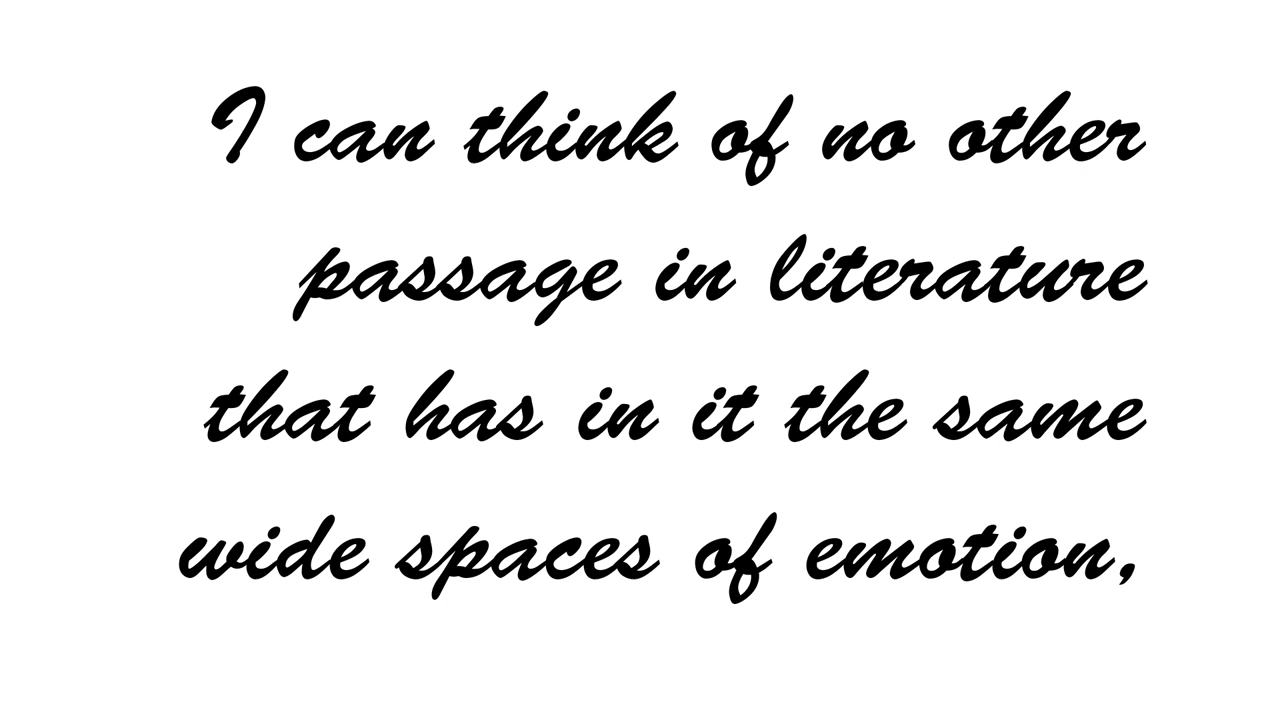 I can think of no other
passage in literature
that has in it the same
wide spaces of emotion,